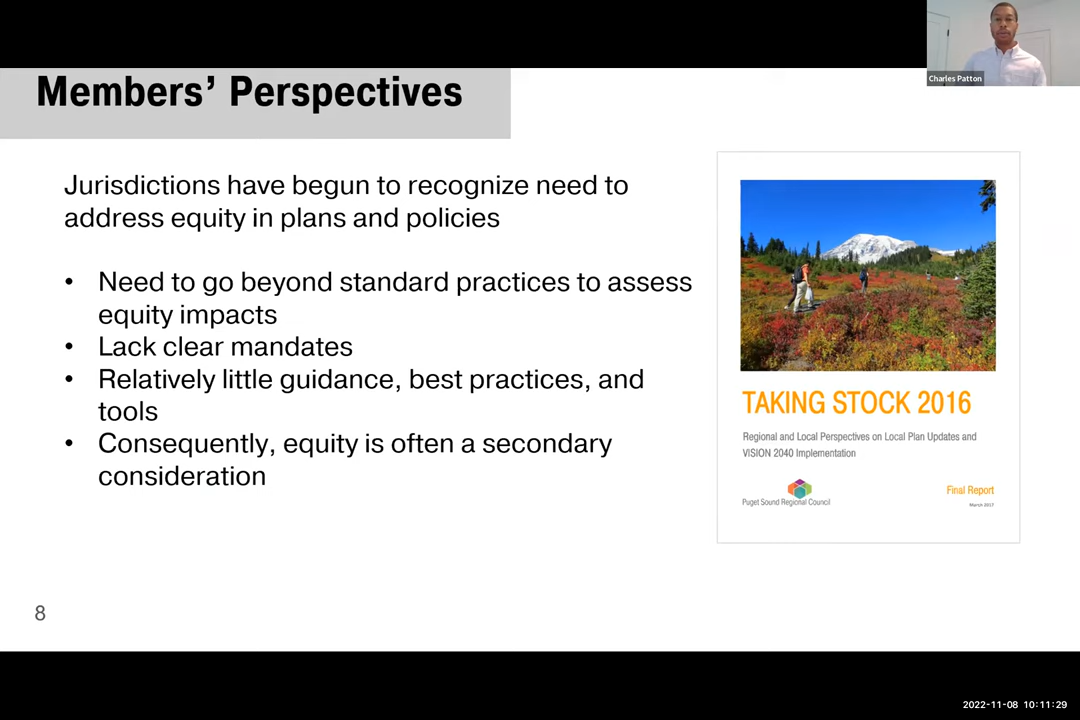 Charles Patton
Members’ Perspectives
Jurisdictions have begun to recognize need to
address equity in plans and policies
• Need to go beyond standard practices to assess
equity impacts
• Lack clear mandates
• Relatively little guidance, best practices, and
tools
• Consequently, equity is often a secondary
consideration
TAKING STOCK 2016
Regional and Local Perspectives on Local Plan Updates and
VISION 2040 Implementation
Puget Sound Regional Council
Final Report
March 2017
8
2022-11-08 10:11:29